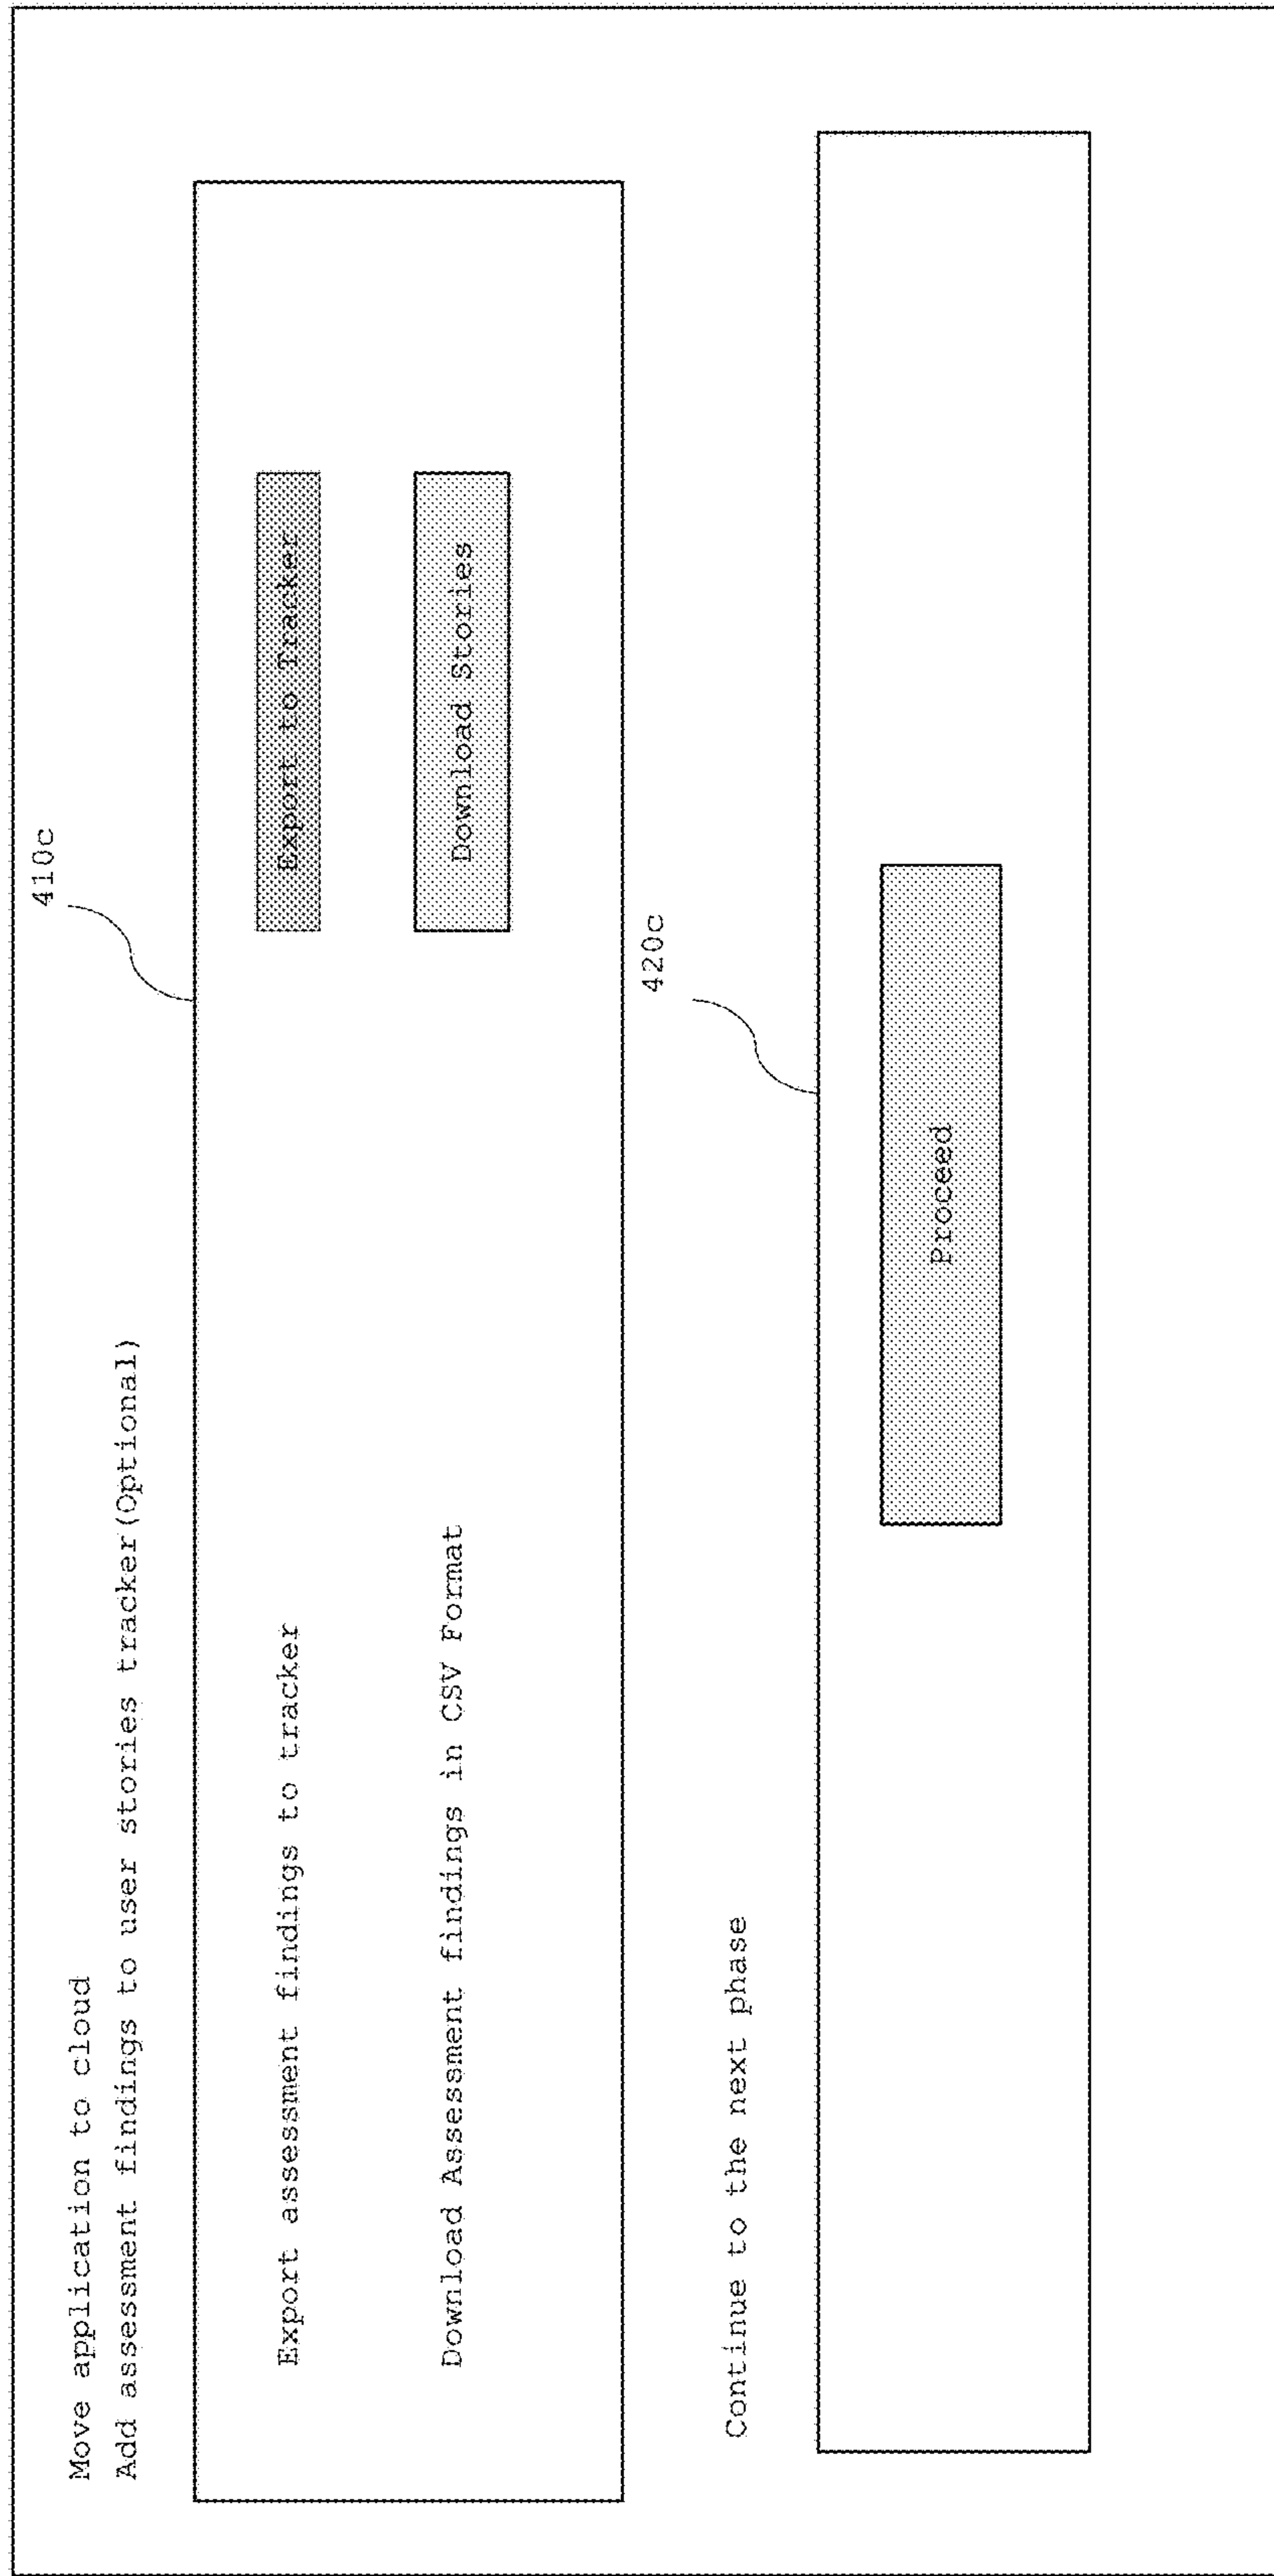 Move application to cloud
Add assessment findings to user stories tracker(Optional)
410c
Export assessment findings to tracker
Export to Tracker
Download Assessment findings in CSV Format
Download Stories
420c
Continue to the next phase
Proceed